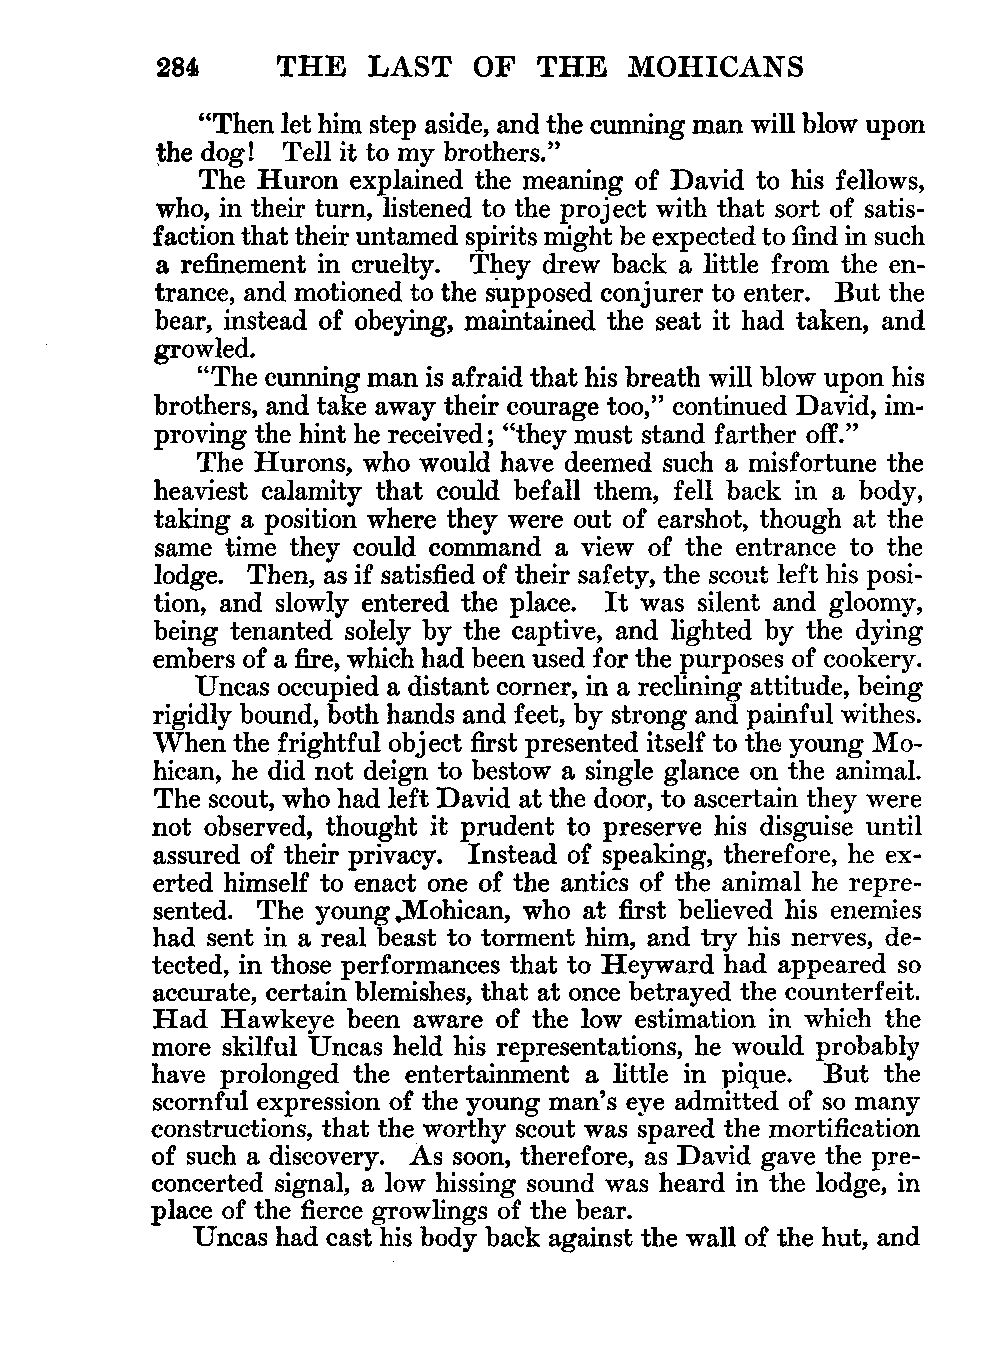 284 THE LAST OF THE MOHICANS
“Then let him step aside, and the cunning man will blow upon
the dog! Tell it to my brothers.”
The Huron explained the meaning of David to his fellows,
who, in their turn, listened to the project with that sort of satis-
faction that their untamed spirits might be expected to find in such
a refinement in cruelty. They drew back a little from the en-
trance, and motioned to the supposed conjurer to enter. But the
bear, instead of obeying, maintained the seat it had taken, and
growled.
“The cunning man is afraid that his breath will blow upon his
brothers, and take away their courage too,” continued David, im-
proving the hint he received; “they must stand farther off.”
The Hurons, who would have deemed such a misfortune the
heaviest calamity that could befall them, fell back in a body,
taking a position where they were out of earshot, though at the
same time they could command a view of the entrance to the
lodge. Then, as if satisfied of their safety, the scout left his posi-
tion, and slowly entered the place. It was silent and gloomy,
being tenanted solely by the captive, and lighted by the dying
embers of a fire, which had been used for the purposes of cookery.
Uncas occupied a distant corner, in a reclining attitude, being
rigidly bound, both hands and feet, by strong and painful withes.
When the frightful object first presented itself to the young Mo-
hican, he did not deign to bestow a single glance on the animal.
The scout, who had left David at the door, to ascertain they were
not observed, thought it prudent to preserve his disguise until
assured of their privacy. Instead of speaking, therefore, he ex-
erted himself to enact one of the antics of the animal he repre-
sented. The young Mohican, who at first believed his enemies
had sent in a real beast to torment him, and try his nerves, de-
tected, in those performances that to Heyward had appeared so
accurate, certain blemishes, that at once betrayed the counterfeit.
Had Hawkeye been aware of the low estimation in which the
more skilful Uncas held his representations, he would probably
have prolonged the entertainment a little in pique. But the
scornful expression of the young man’s eye admitted of so many
constructions, that the worthy scout was spared the mortification
of such a discovery. As soon, therefore, as David gave the pre-
concerted signal, a low hissing sound was heard in the lodge, in
place of the fierce growlings of the bear.
Uncas had cast his body back against the wall of the hut, and